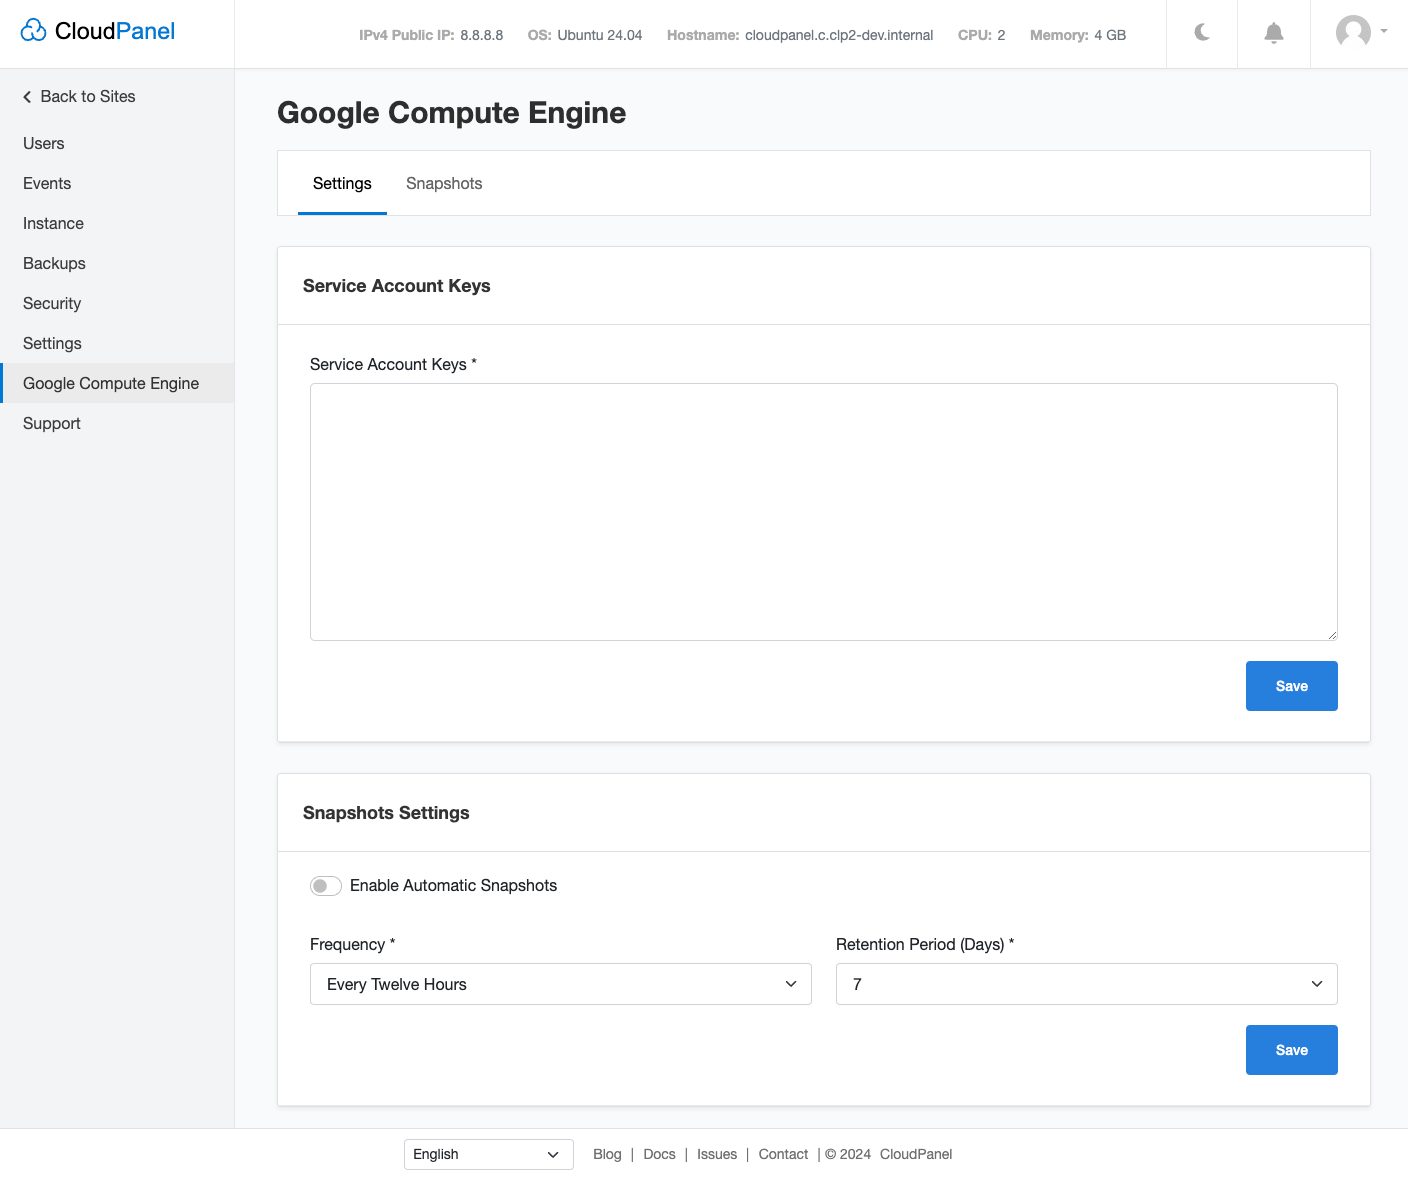 CloudPanel
IPv4 Public IP: 8.8.8.8 OS: Ubuntu 24.04 Hostname: cloudpanel.c.clp2-dev.internal CPU: 2 Memory: 4 GB
Back to Sites
Users
Events
Instance
Backups
Security
Settings
Google Compute Engine
Support
Google Compute Engine
Settings Snapshots
Service Account Keys
Service Account Keys *
Save
Snapshots Settings
Enable Automatic Snapshots
Frequency * Retention Period (Days) *
Every Twelve Hours 7
Save
English Blog | Docs | Issues | Contact | © 2024 CloudPanel